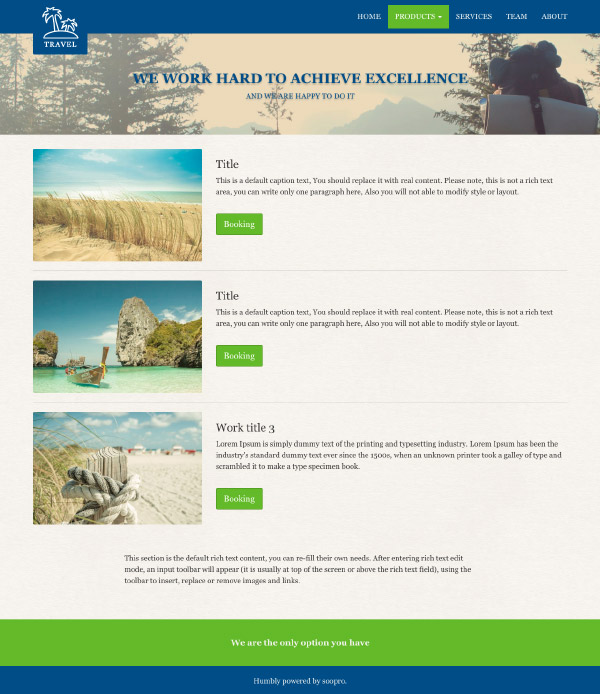 HOME PRODUCTS SERVICES TEAM ABOUT
TRAVEL
WE WORK HARD TO ACHIEVE EXCELLENCE
AND WE ARE HAPPY TO DO IT
Title
This is a default caption text, You should replace it with real content. Please note, this is not a rich text
area, you can write only one paragraph here, Also you will not able to modify style or layout.
Booking
Title
This is a default caption text, You should replace it with real content. Please note, this is not a rich text
area, you can write only one paragraph here, Also you will not able to modify style or layout.
Booking
Work title 3
Lorem Ipsum is simply dummy text of the printing and typesetting industry. Lorem Ipsum has been the
industry's standard dummy text ever since the 1500s, when an unknown printer took a galley of type and
scrambled it to make a type specimen book.
Booking
This section is the default rich text content, you can re-fill their own needs. After entering rich text edit
mode, an input toolbar will appear (it is usually at top of the screen or above the rich text field), using the
toolbar to insert, replace or remove images and links.
We are the only option you have
Humbly powered by soopro.